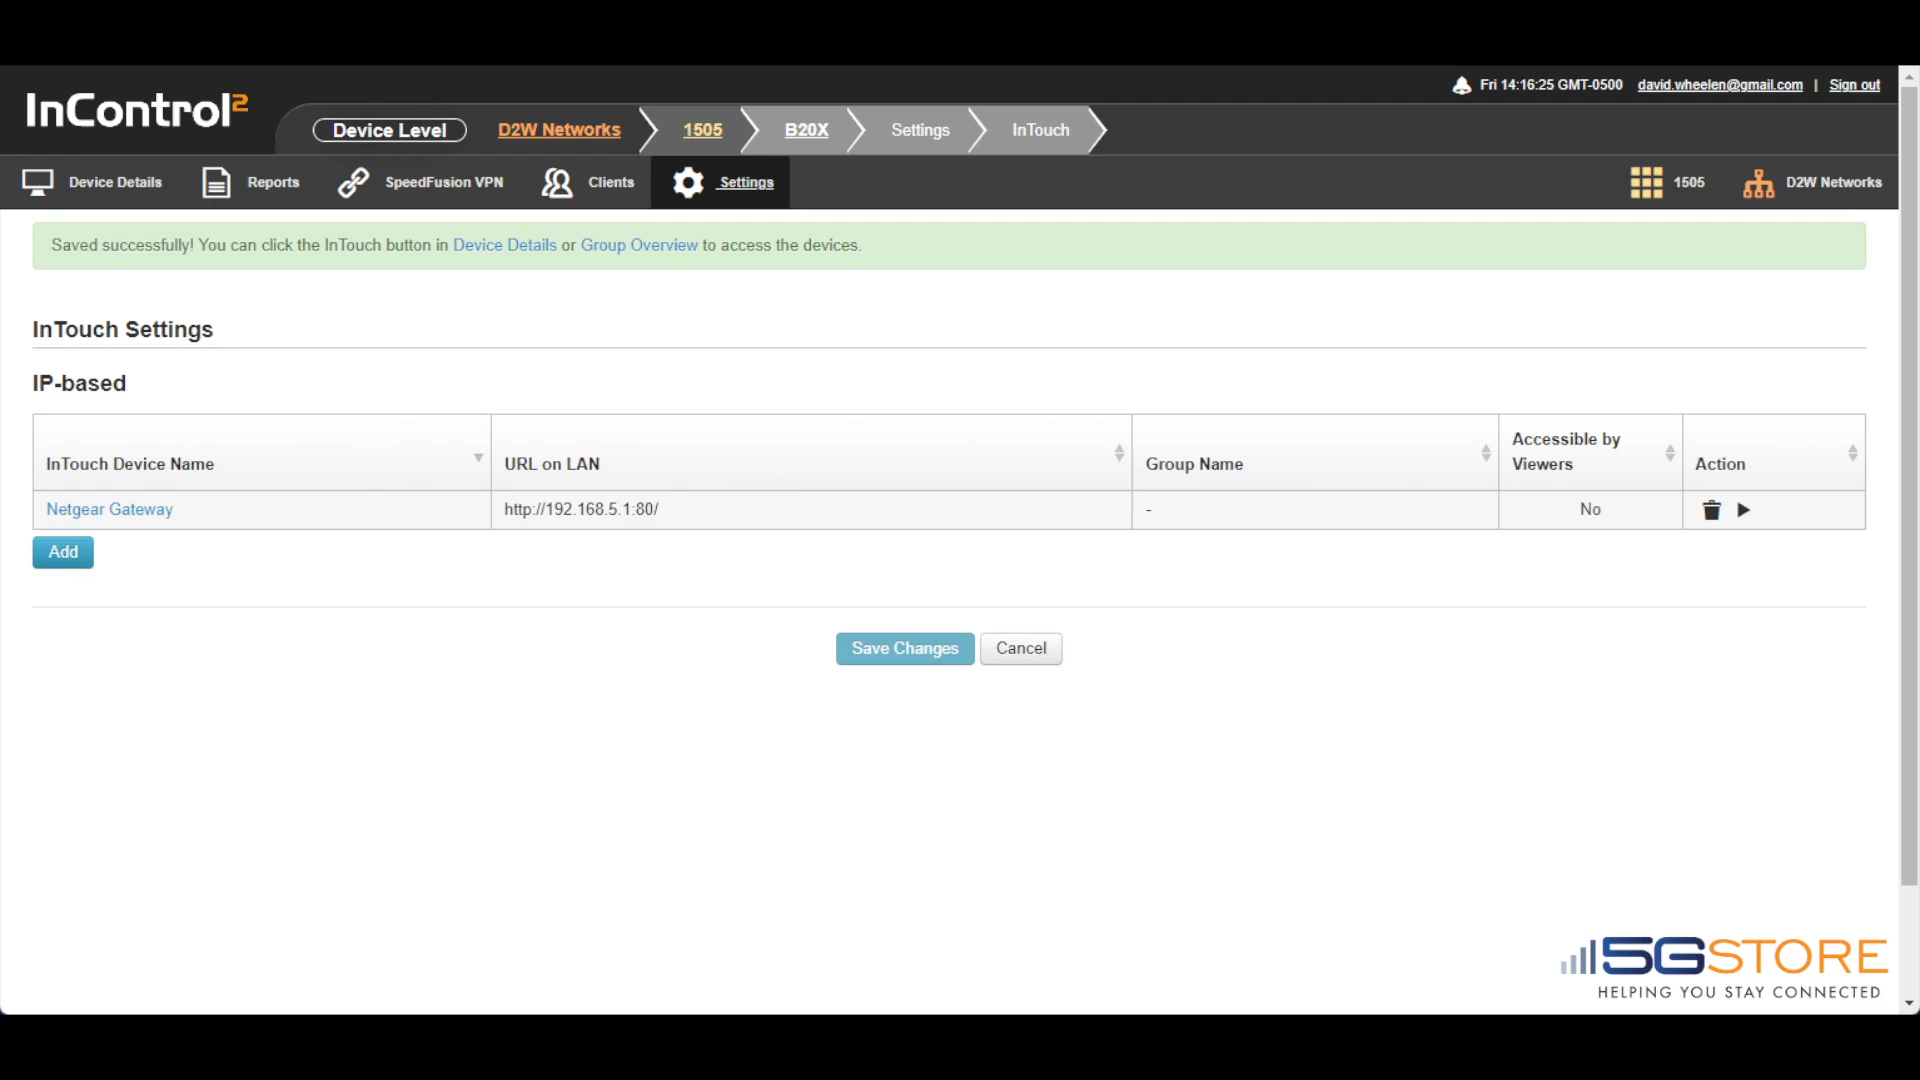 InControl2
Fri 14:16:25 GMT-0500 david.wheelen@gmail.com | Sign out
Device Level D2W Networks 1505 B20X Settings InTouch
Device Details Reports SpeedFusion VPN Clients Settings 1505 D2W Networks
Saved successfully! You can click the InTouch button in Device Details or Group Overview to access the devices.
InTouch Settings
IP-based
InTouch Device Name URL on LAN Group Name Accessible by Viewers Action
Netgear Gateway http://192.168.5.1:80/ - No
Add
Save Changes Cancel
5GSTORE
HELPING YOU STAY CONNECTED